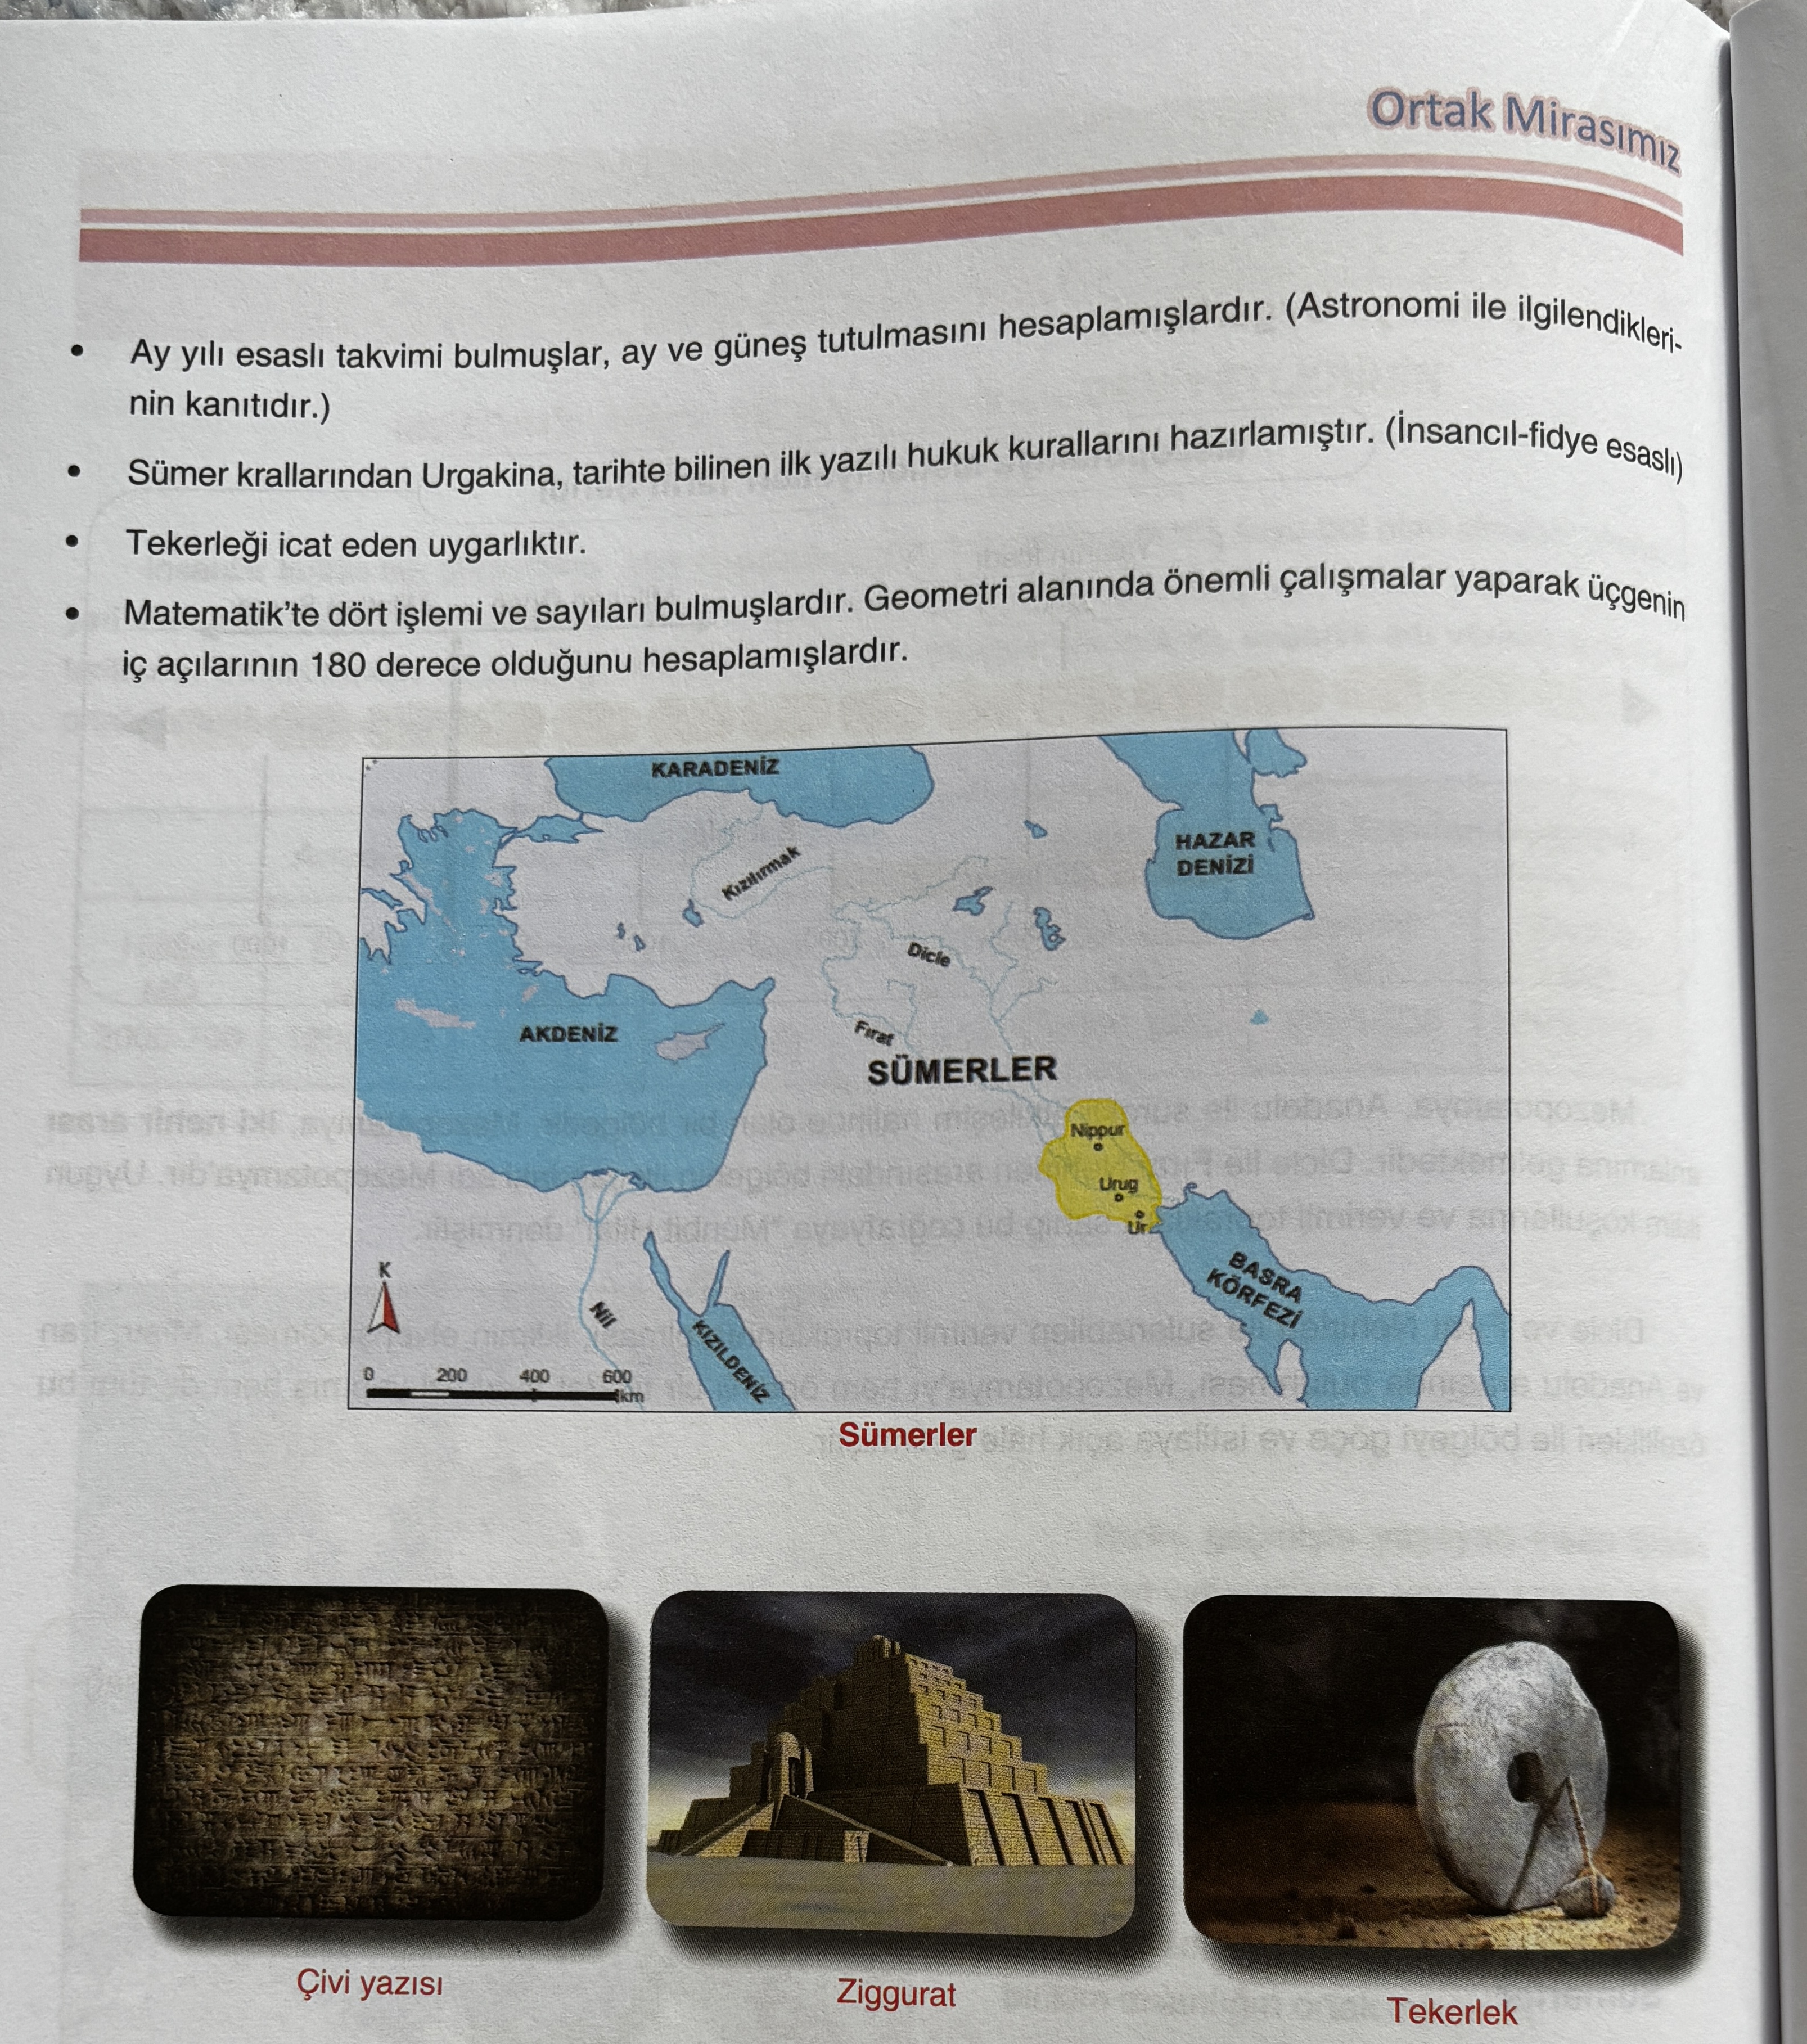 Ortak Mirasımız
• Ay yılı esaslı takvimi bulmuşlar, ay ve güneş tutulmasını hesaplamışlardır. (Astronomi ile ilgilendikleri-
nin kanıtıdır.)
• Sümer krallarından Urgakina, tarihte bilinen ilk yazılı hukuk kurallarını hazırlamıştır. (İnsancıl-fidye esaslı)
• Tekerleği icat eden uygarlıktır.
• Matematik'te dört işlemi ve sayıları bulmuşlardır. Geometri alanında önemli çalışmalar yaparak üçgenin
iç açılarının 180 derece olduğunu hesaplamışlardır.
KARADENİZ
HAZAR
DENİZİ
Kızılırmak
Dicle
AKDENİZ
Fırat
SÜMERLER
Nippur
Urug
Ur
BASRA
KÖRFEZİ
K
Nil
KIZILDENİZ
0 200 400 600
km
Sümerler
Çivi yazısı
Ziggurat
Tekerlek